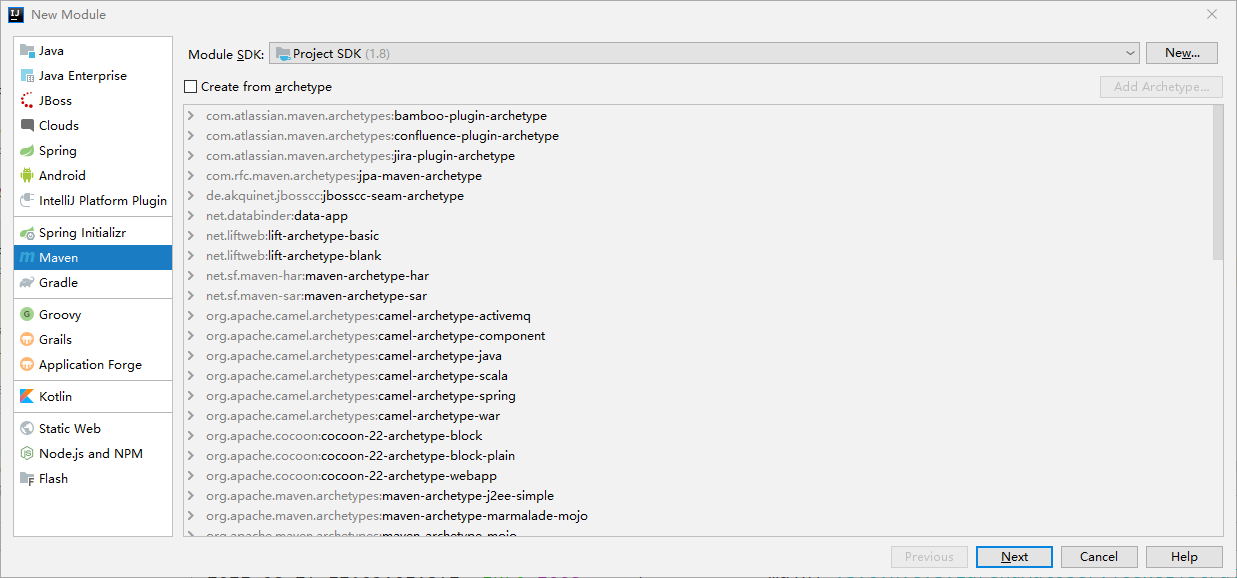 New Module
Java
Java Enterprise
JBoss
Clouds
Spring
Android
IntelliJ Platform Plugin
Spring Initializr
Maven
Gradle
Groovy
Grails
Application Forge
Kotlin
Static Web
Node.js and NPM
Flash
Module SDK: Project SDK (1.8) New...
Create from archetype Add Archetype...
com.atlassian.maven.archetypes:bamboo-plugin-archetype
com.atlassian.maven.archetypes:confluence-plugin-archetype
com.atlassian.maven.archetypes:jira-plugin-archetype
com.rfc.maven.archetypes:jpa-maven-archetype
de.akquinet.jbosscc:jbosscc-seam-archetype
net.databinder:data-app
net.liftweb:lift-archetype-basic
net.liftweb:lift-archetype-blank
net.sf.maven-har:maven-archetype-har
net.sf.maven-sar:maven-archetype-sar
org.apache.camel.archetypes:camel-archetype-activemq
org.apache.camel.archetypes:camel-archetype-component
org.apache.camel.archetypes:camel-archetype-java
org.apache.camel.archetypes:camel-archetype-scala
org.apache.camel.archetypes:camel-archetype-spring
org.apache.camel.archetypes:camel-archetype-war
org.apache.cocoon:cocoon-22-archetype-block
org.apache.cocoon:cocoon-22-archetype-block-plain
org.apache.cocoon:cocoon-22-archetype-webapp
org.apache.maven.archetypes:maven-archetype-j2ee-simple
org.apache.maven.archetypes:maven-archetype-marmalade-mojo
org.apache.maven.archetypes:maven-archetype-mojo
Previous Next Cancel Help